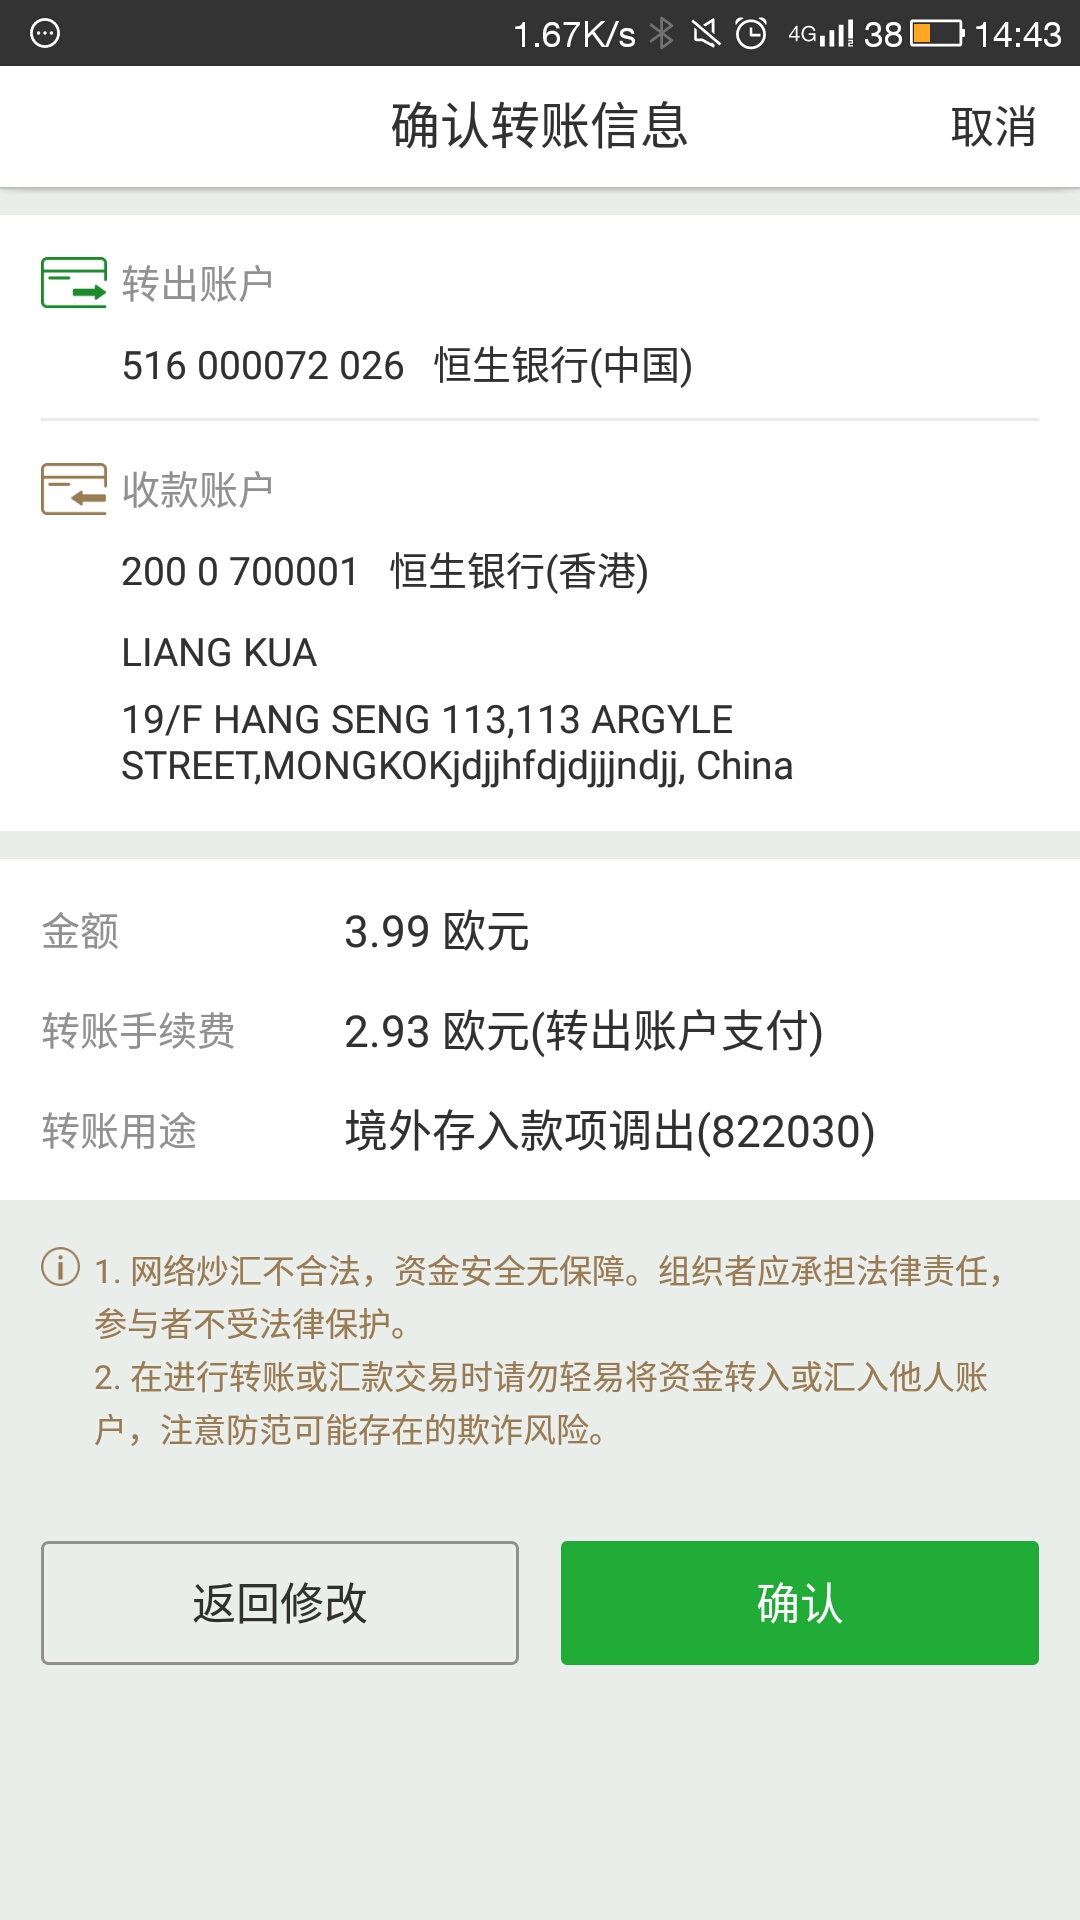 1.67K/s 4G 38 14:43
确认转账信息 取消
转出账户
516 000072 026 恒生银行(中国)
收款账户
200 0 700001 恒生银行(香港)
LIANG KUA
19/F HANG SENG 113,113 ARGYLE
STREET,MONGKOKjdjjhfdjdjjjndjj, China
金额 3.99 欧元
转账手续费 2.93 欧元(转出账户支付)
转账用途 境外存入款项调出(822030)
1. 网络炒汇不合法，资金安全无保障。组织者应承担法律责任，
参与者不受法律保护。
2. 在进行转账或汇款交易时请勿轻易将资金转入或汇入他人账
户，注意防范可能存在的欺诈风险。
返回修改 确认